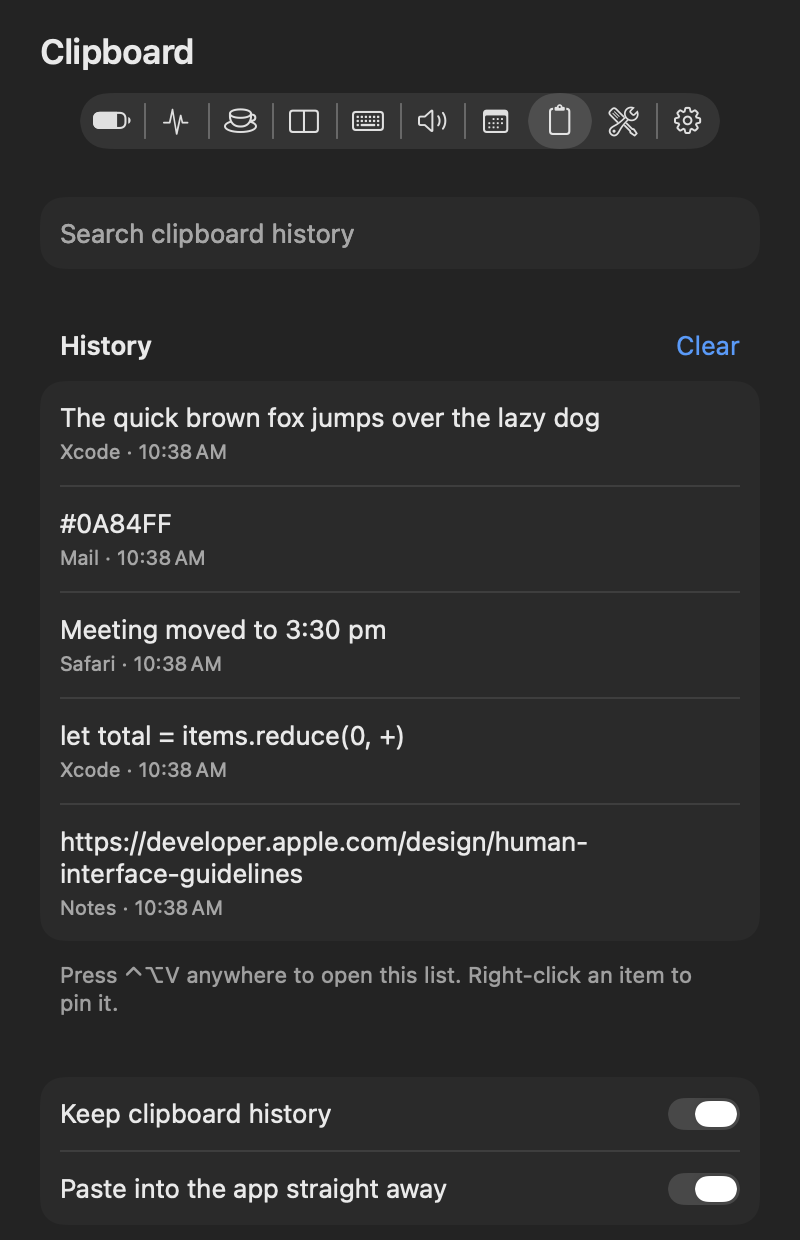 Clipboard
Search clipboard history
History
Clear
The quick brown fox jumps over the lazy dog
Xcode · 10:38 AM
#0A84FF
Mail · 10:38 AM
Meeting moved to 3:30 pm
Safari · 10:38 AM
let total = items.reduce(0, +)
Xcode · 10:38 AM
https://developer.apple.com/design/human-
interface-guidelines
Notes · 10:38 AM
Press ⌃⌥V anywhere to open this list. Right-click an item to
pin it.
Keep clipboard history
Paste into the app straight away